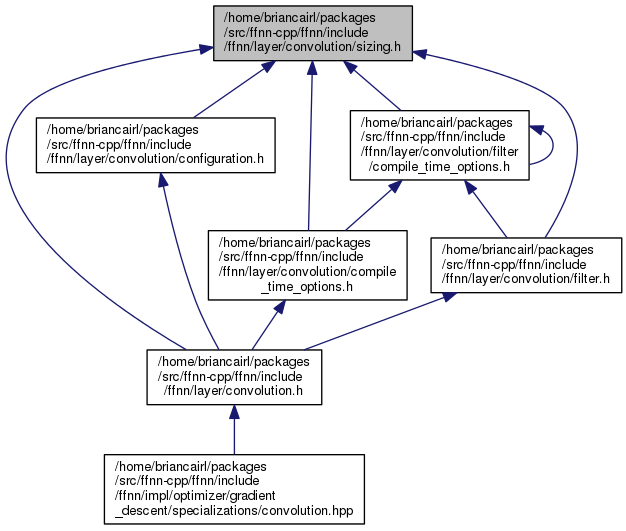 /home/briancairl/packages
/src/ffnn-cpp/ffnn/include
/ffnn/layer/convolution/sizing.h
/home/briancairl/packages
/src/ffnn-cpp/ffnn/include
/ffnn/layer/convolution/configuration.h
/home/briancairl/packages
/src/ffnn-cpp/ffnn/include
/ffnn/layer/convolution/filter
/compile_time_options.h
/home/briancairl/packages
/src/ffnn-cpp/ffnn/include
/ffnn/layer/convolution/compile
_time_options.h
/home/briancairl/packages
/src/ffnn-cpp/ffnn/include
/ffnn/layer/convolution/filter.h
/home/briancairl/packages
/src/ffnn-cpp/ffnn/include
/ffnn/layer/convolution.h
/home/briancairl/packages
/src/ffnn-cpp/ffnn/include
/ffnn/impl/optimizer/gradient
_descent/specializations/convolution.hpp